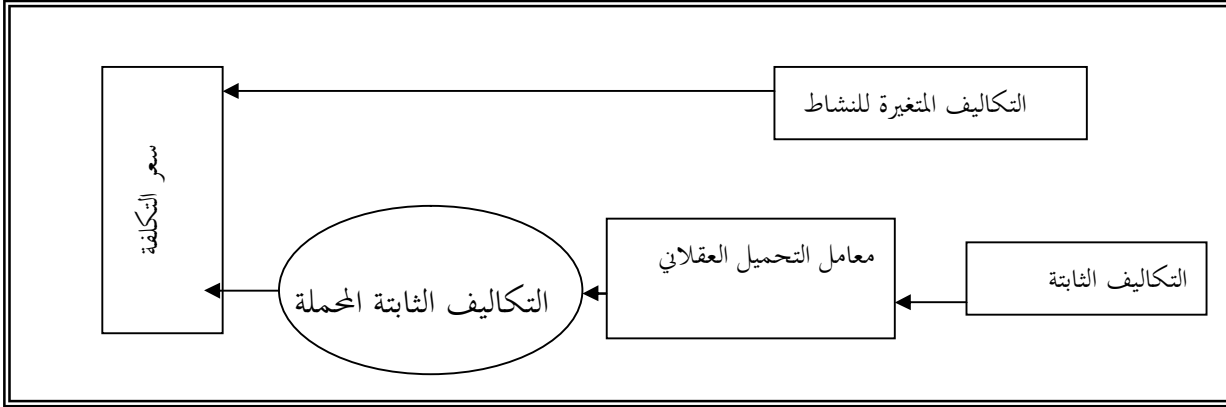 التكاليف المتغيرة للنشاط
سعر التكلفة
معامل التحميل العقلاني
التكاليف الثابتة
التكاليف الثابتة المحملة